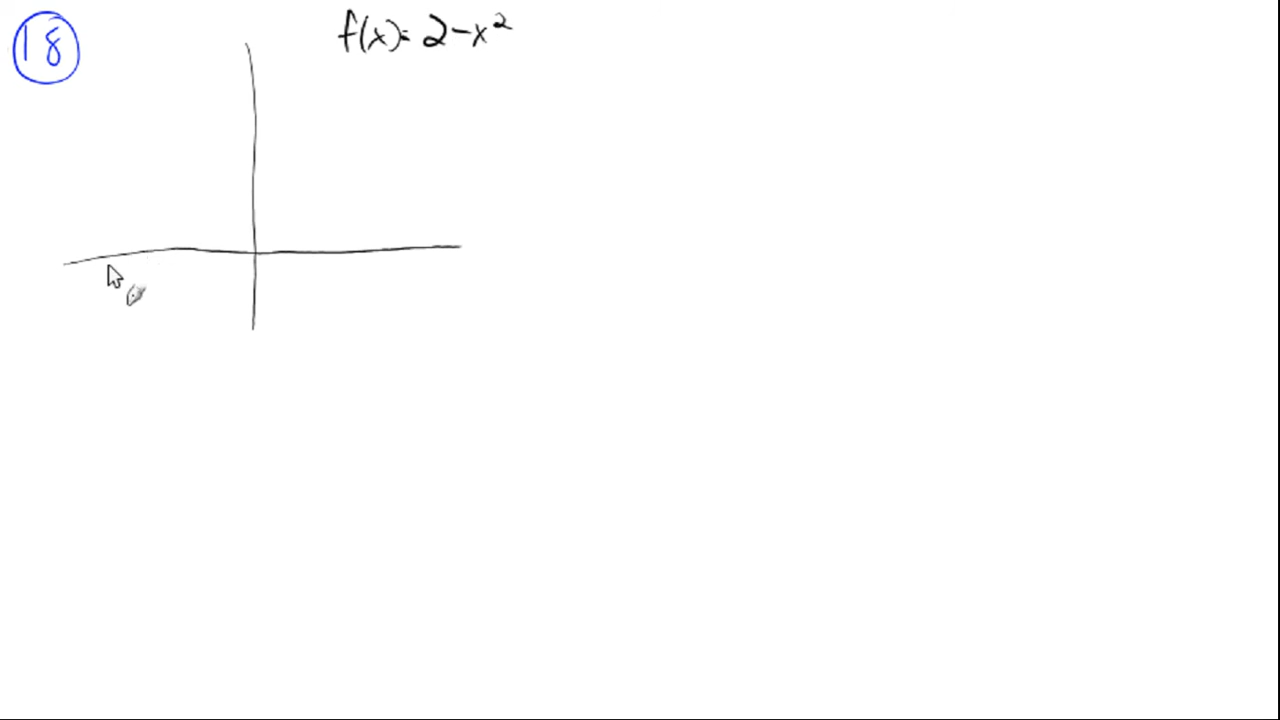 18
f(x) = 2-x²